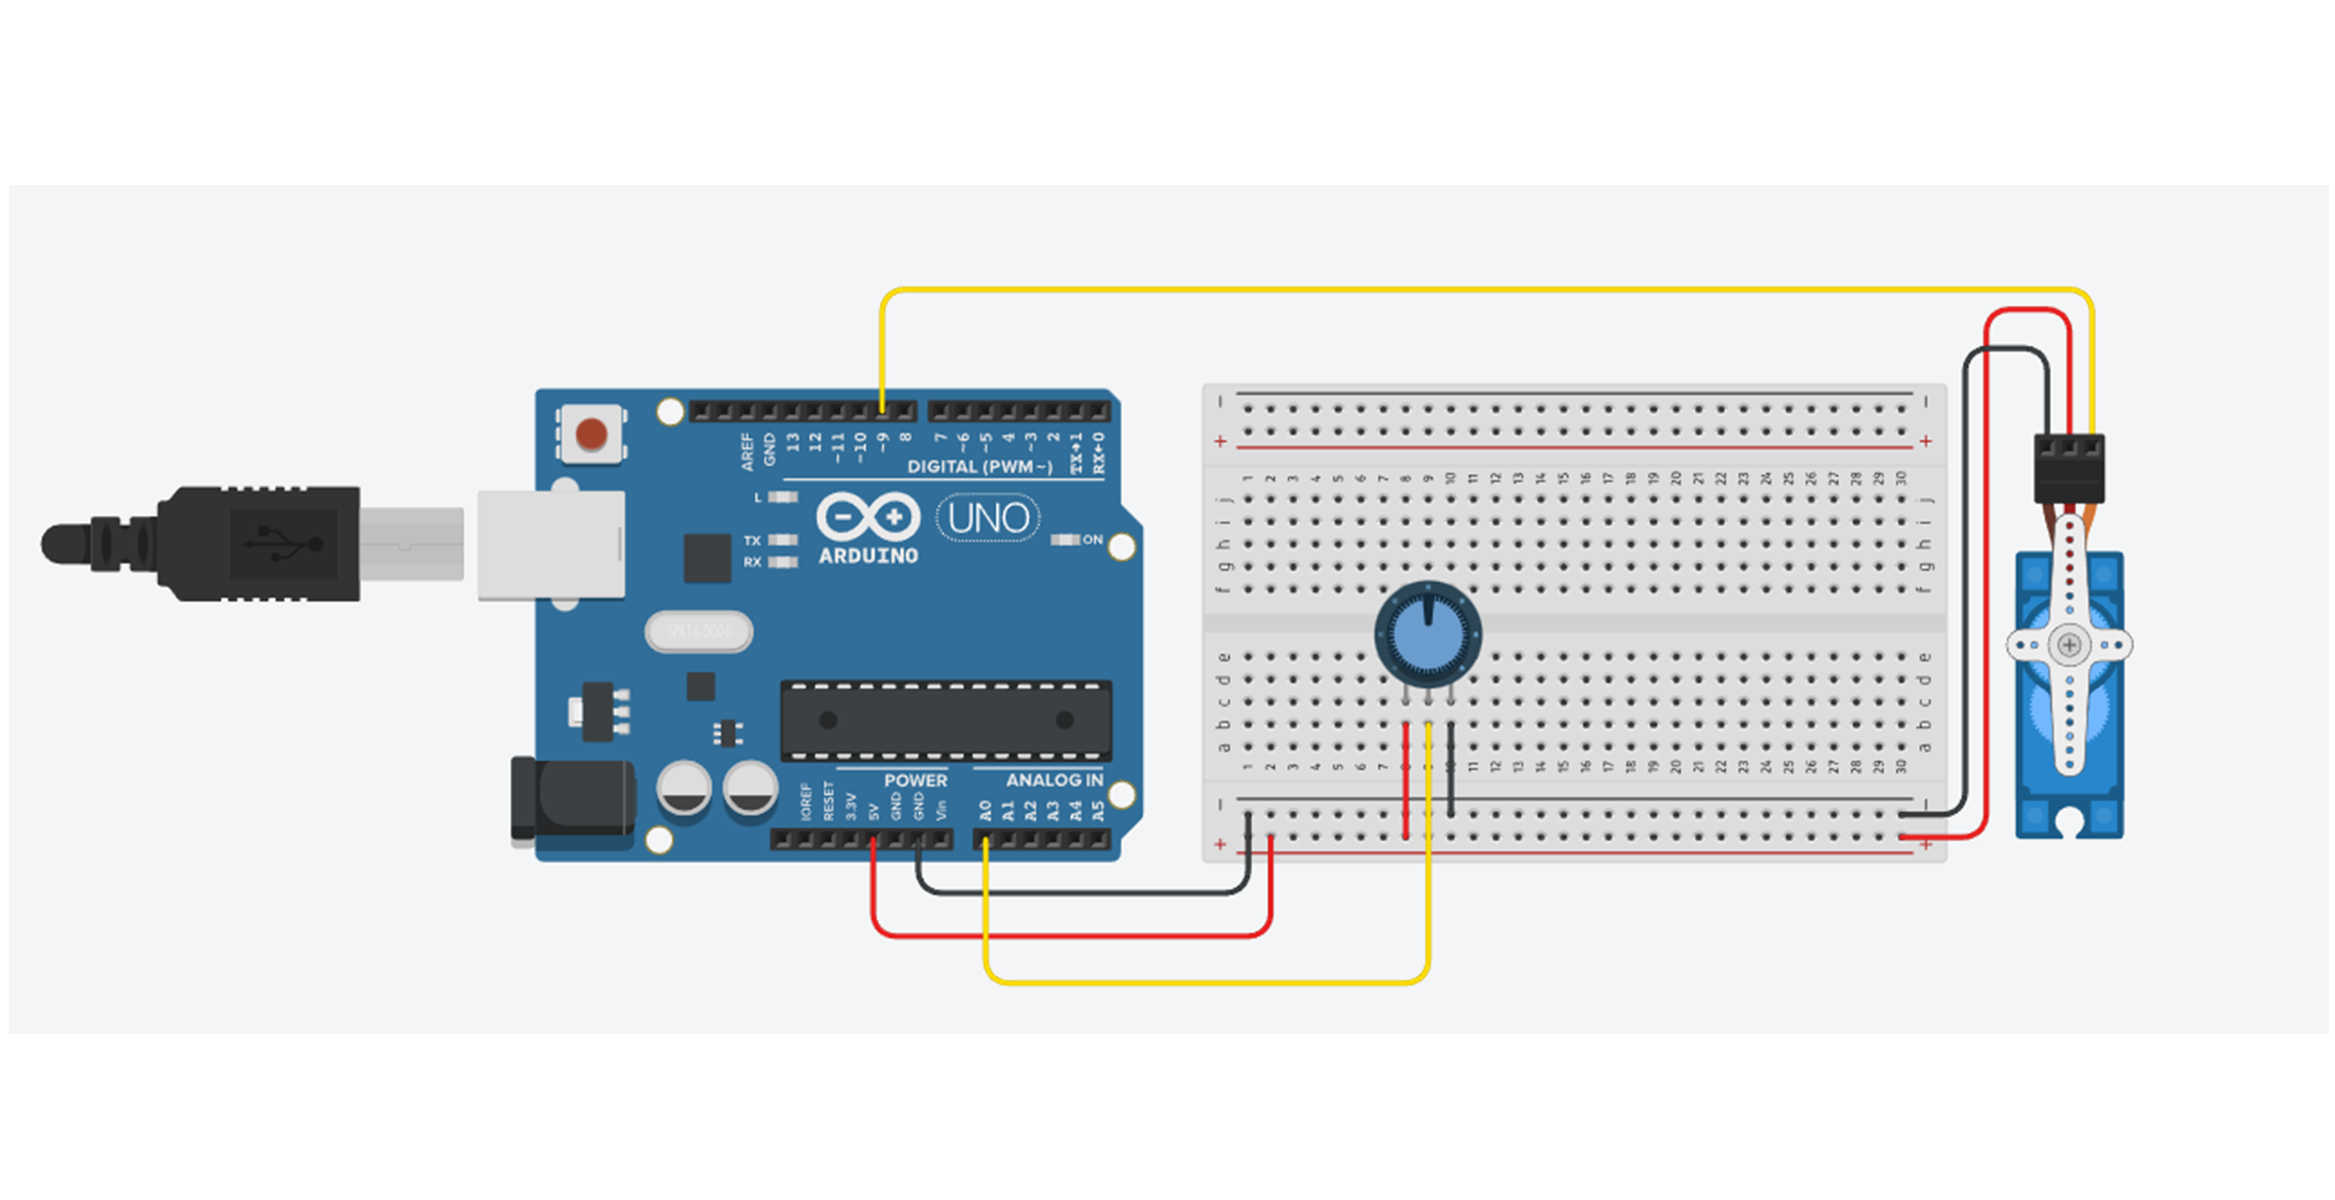 AREF
GND
13
12
~11
~10
~9
8
7
~6
~5
4
~3
2
TX→1
RX←0
DIGITAL (PWM~)
L
TX
RX
ARDUINO
UNO
ON
POWER
ANALOG IN
IOREF
RESET
3.3V
5V
GND
GND
Vin
A0
A1
A2
A3
A4
A5
− −
+ +
1 2 3 4 5 6 7 8 9 10 11 12 13 14 15 16 17 18 19 20 21 22 23 24 25 26 27 28 29 30
j j
i i
h h
g g
f f
e e
d d
c c
b b
a a
1 2 3 4 5 6 7 11 12 13 14 15 16 17 18 19 20 21 22 23 24 25 26 27 28 29 30
− −
+ +